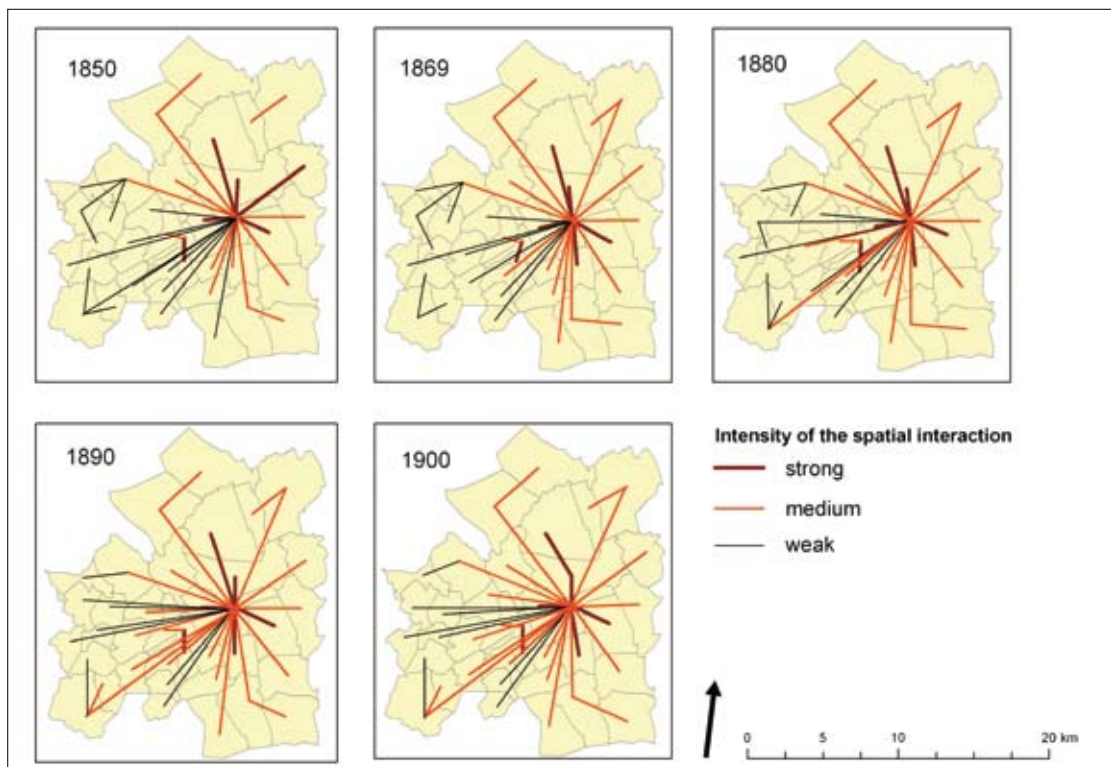 1850
1869
1880
1890
1900
Intensity of the spatial interaction
strong
medium
weak
0 5 10 20 km